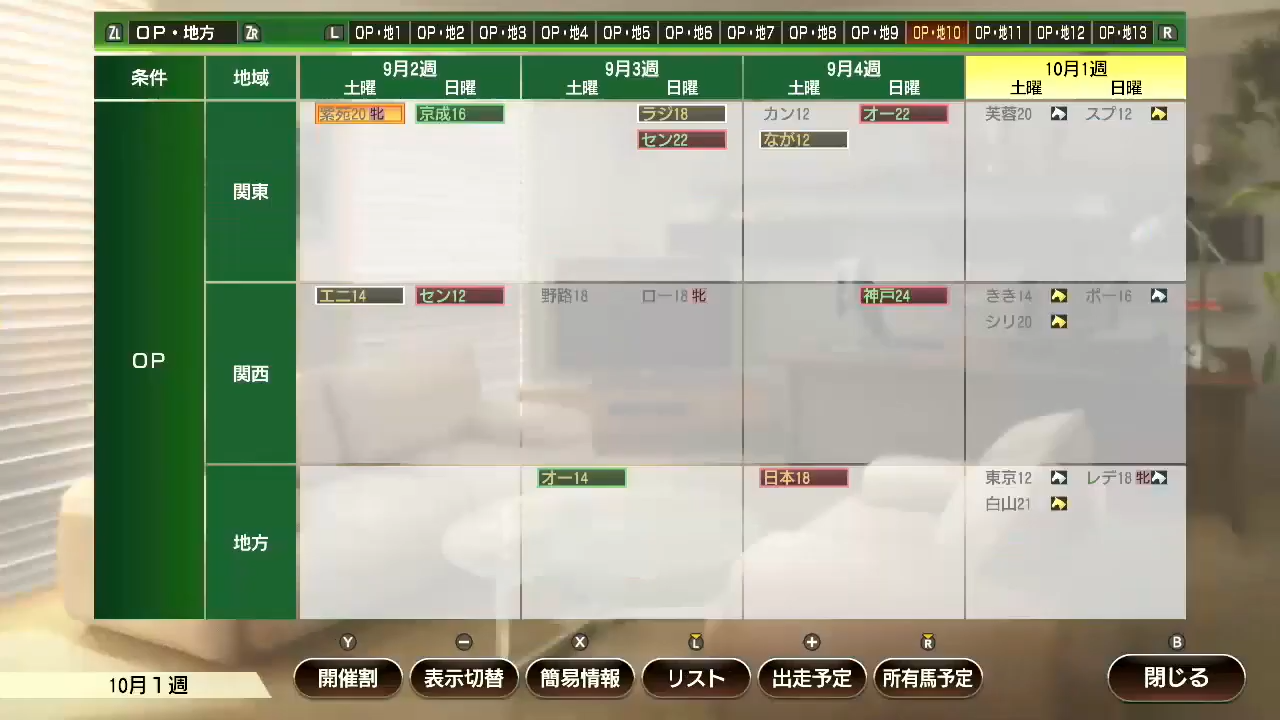 ZL OP・地方 ZR L OP・地1 OP・地2 OP・地3 OP・地4 OP・地5 OP・地6 OP・地7 OP・地8 OP・地9 OP・地10 OP・地11 OP・地12 OP・地13 R
条件 地域 9月2週 9月3週 9月4週 10月1週
土曜 日曜 土曜 日曜 土曜 日曜 土曜 日曜
紫苑20 牝 京成16 ラジ18 カン12 オー22 芙蓉20 スプ12
セン22 なが12
関東
エニ14 セン12 野路18 ロー18 牝 神戸24 きき14 ポー16
シリ20
OP 関西
オー14 日本18 東京12 レデ18 牝
白山21
地方
Y − X L + R B
開催割 表示切替 簡易情報 リスト 出走予定 所有馬予定 閉じる
10月1週